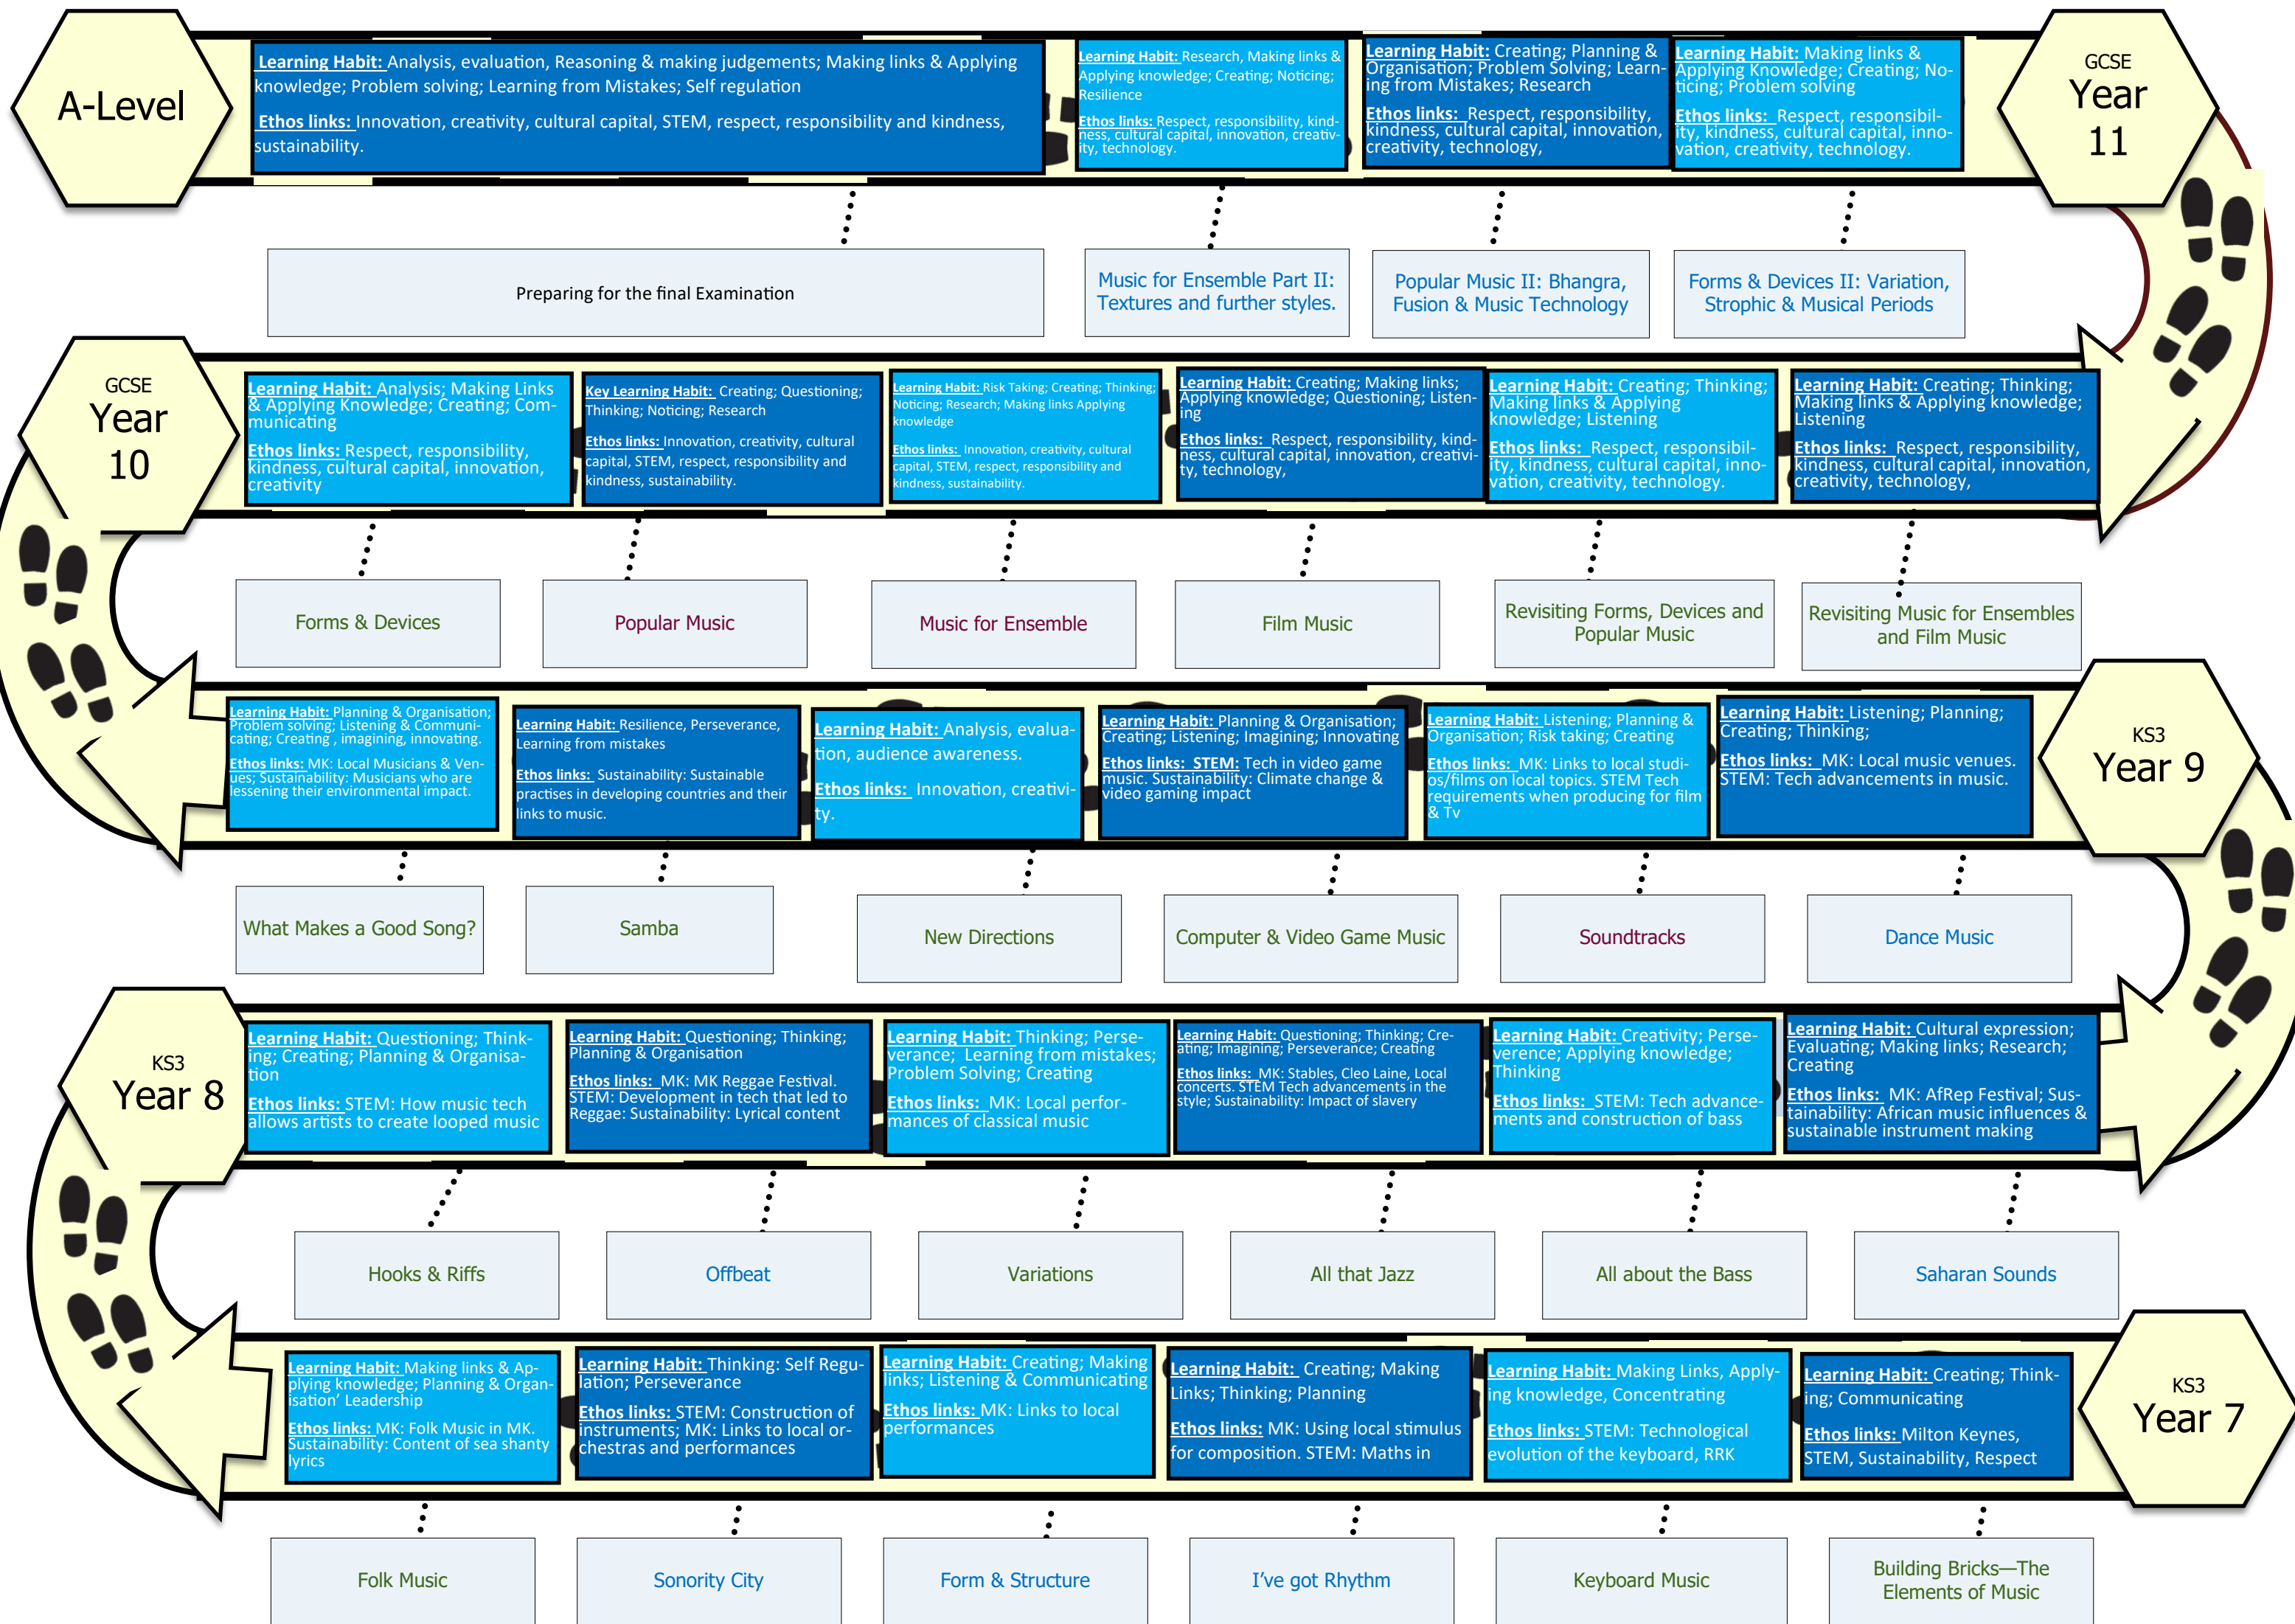 A-Level
Learning Habit: Analysis, evaluation, Reasoning & making judgements; Making links & Applying
knowledge; Problem solving; Learning from Mistakes; Self regulation
Ethos links: Innovation, creativity, cultural capital, STEM, respect, responsibility and kindness,
sustainability.
Learning Habit: Research, Making links &
Applying knowledge; Creating; Noticing;
Resilience
Ethos links: Respect, responsibility, kind-
ness, cultural capital, innovation, creativ-
ity, technology.
Learning Habit: Creating; Planning &
Organisation; Problem Solving; Learn-
ing from Mistakes; Research
Ethos links: Respect, responsibility,
kindness, cultural capital, innovation,
creativity, technology,
Learning Habit: Making links &
Applying Knowledge; Creating; No-
ticing; Problem solving
Ethos links: Respect, responsibil-
ity, kindness, cultural capital, inno-
vation, creativity, technology.
GCSE
Year
11
Preparing for the final Examination
Music for Ensemble Part II:
Textures and further styles.
Popular Music II: Bhangra,
Fusion & Music Technology
Forms & Devices II: Variation,
Strophic & Musical Periods
GCSE
Year
10
Learning Habit: Analysis; Making Links
& Applying Knowledge; Creating; Com-
municating
Ethos links: Respect, responsibility,
kindness, cultural capital, innovation,
creativity
Key Learning Habit: Creating; Questioning;
Thinking; Noticing; Research
Ethos links: Innovation, creativity, cultural
capital, STEM, respect, responsibility and
kindness, sustainability.
Learning Habit: Risk Taking; Creating; Thinking;
Noticing; Research; Making links Applying
knowledge
Ethos links: Innovation, creativity, cultural
capital, STEM, respect, responsibility and
kindness, sustainability.
Learning Habit: Creating; Making links;
Applying knowledge; Questioning; Listen-
ing
Ethos links: Respect, responsibility, kind-
ness, cultural capital, innovation, creativi-
ty, technology,
Learning Habit: Creating; Thinking;
Making links & Applying
knowledge; Listening
Ethos links: Respect, responsibil-
ity, kindness, cultural capital, inno-
vation, creativity, technology.
Learning Habit: Creating; Thinking;
Making links & Applying knowledge;
Listening
Ethos links: Respect, responsibility,
kindness, cultural capital, innovation,
creativity, technology,
Forms & Devices
Popular Music
Music for Ensemble
Film Music
Revisiting Forms, Devices and
Popular Music
Revisiting Music for Ensembles
and Film Music
Learning Habit: Planning & Organisation;
Problem solving; Listening & Communi-
cating; Creating , imagining, innovating.
Ethos links: MK: Local Musicians & Ven-
ues; Sustainability: Musicians who are
lessening their environmental impact.
Learning Habit: Resilience, Perseverance,
Learning from mistakes
Ethos links: Sustainability: Sustainable
practises in developing countries and their
links to music.
Learning Habit: Analysis, evalua-
tion, audience awareness.
Ethos links: Innovation, creativi-
ty.
Learning Habit: Planning & Organisation;
Creating; Listening; Imagining; Innovating
Ethos links: STEM: Tech in video game
music. Sustainability: Climate change &
video gaming impact
Learning Habit: Listening; Planning &
Organisation; Risk taking; Creating
Ethos links: MK: Links to local studi-
os/films on local topics. STEM Tech
requirements when producing for film
& Tv
Learning Habit: Listening; Planning;
Creating; Thinking;
Ethos links: MK: Local music venues.
STEM: Tech advancements in music.
KS3
Year 9
What Makes a Good Song?
Samba
New Directions
Computer & Video Game Music
Soundtracks
Dance Music
KS3
Year 8
Learning Habit: Questioning; Think-
ing; Creating; Planning & Organisa-
tion
Ethos links: STEM: How music tech
allows artists to create looped music
Learning Habit: Questioning; Thinking;
Planning & Organisation
Ethos links: MK: MK Reggae Festival.
STEM: Development in tech that led to
Reggae: Sustainability: Lyrical content
Learning Habit: Thinking; Perse-
verance; Learning from mistakes;
Problem Solving; Creating
Ethos links: MK: Local perfor-
mances of classical music
Learning Habit: Questioning; Thinking; Cre-
ating; Imagining; Perseverance; Creating
Ethos links: MK: Stables, Cleo Laine, Local
concerts. STEM Tech advancements in the
style; Sustainability: Impact of slavery
Learning Habit: Creativity; Perse-
verence; Applying knowledge;
Thinking
Ethos links: STEM: Tech advance-
ments and construction of bass
Learning Habit: Cultural expression;
Evaluating; Making links; Research;
Creating
Ethos links: MK: AfRep Festival; Sus-
tainability: African music influences &
sustainable instrument making
Hooks & Riffs
Offbeat
Variations
All that Jazz
All about the Bass
Saharan Sounds
Learning Habit: Making links & Ap-
plying knowledge; Planning & Organ-
isation' Leadership
Ethos links: MK: Folk Music in MK.
Sustainability: Content of sea shanty
lyrics
Learning Habit: Thinking: Self Regu-
lation; Perseverance
Ethos links: STEM: Construction of
instruments; MK: Links to local or-
chestras and performances
Learning Habit: Creating; Making
links; Listening & Communicating
Ethos links: MK: Links to local
performances
Learning Habit: Creating; Making
Links; Thinking; Planning
Ethos links: MK: Using local stimulus
for composition. STEM: Maths in
Learning Habit: Making Links, Apply-
ing knowledge, Concentrating
Ethos links: STEM: Technological
evolution of the keyboard, RRK
Learning Habit: Creating; Think-
ing; Communicating
Ethos links: Milton Keynes,
STEM, Sustainability, Respect
KS3
Year 7
Folk Music
Sonority City
Form & Structure
I've got Rhythm
Keyboard Music
Building Bricks—The
Elements of Music